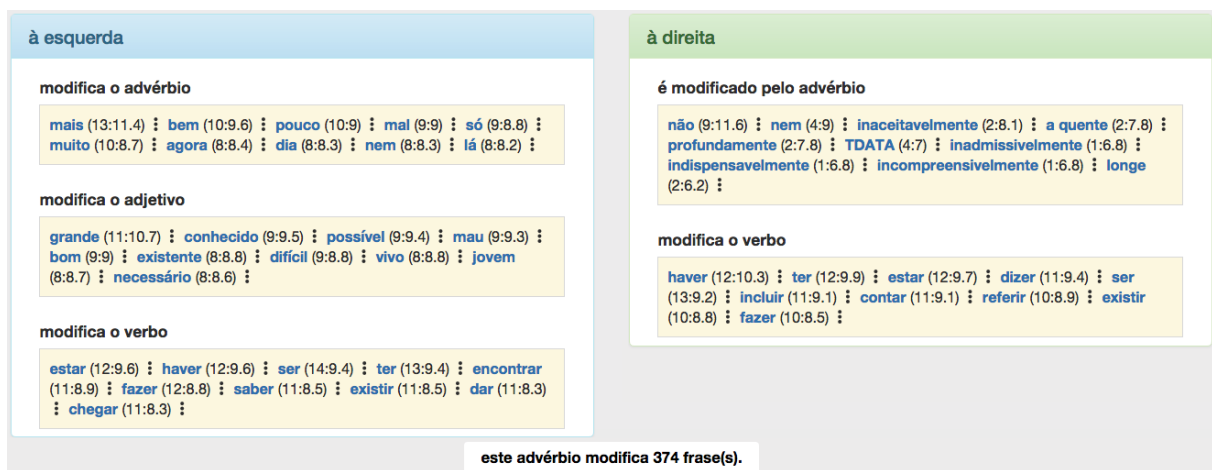 à esquerda
modifica o advérbio
mais (13:11.4) ⋮ bem (10:9.6) ⋮ pouco (10:9) ⋮ mal (9:9) ⋮ só (9:8.8) ⋮
muito (10:8.7) ⋮ agora (8:8.4) ⋮ dia (8:8.3) ⋮ nem (8:8.3) ⋮ lá (8:8.2) ⋮
modifica o adjetivo
grande (11:10.7) ⋮ conhecido (9:9.5) ⋮ possível (9:9.4) ⋮ mau (9:9.3) ⋮
bom (9:9) ⋮ existente (8:8.8) ⋮ difícil (9:8.8) ⋮ vivo (8:8.8) ⋮ jovem
(8:8.7) ⋮ necessário (8:8.6) ⋮
modifica o verbo
estar (12:9.6) ⋮ haver (12:9.6) ⋮ ser (14:9.4) ⋮ ter (13:9.4) ⋮ encontrar
(11:8.9) ⋮ fazer (12:8.8) ⋮ saber (11:8.5) ⋮ existir (11:8.5) ⋮ dar (11:8.3)
⋮ chegar (11:8.3) ⋮
à direita
é modificado pelo advérbio
não (9:11.6) ⋮ nem (4:9) ⋮ inaceitavelmente (2:8.1) ⋮ a quente (2:7.8) ⋮
profundamente (2:7.8) ⋮ TDATA (4:7) ⋮ inadmissivelmente (1:6.8) ⋮
indispensavelmente (1:6.8) ⋮ incompreensivelmente (1:6.8) ⋮ longe
(2:6.2) ⋮
modifica o verbo
haver (12:10.3) ⋮ ter (12:9.9) ⋮ estar (12:9.7) ⋮ dizer (11:9.4) ⋮ ser
(13:9.2) ⋮ incluir (11:9.1) ⋮ contar (11:9.1) ⋮ referir (10:8.9) ⋮ existir
(10:8.8) ⋮ fazer (10:8.5) ⋮
este advérbio modifica 374 frase(s).